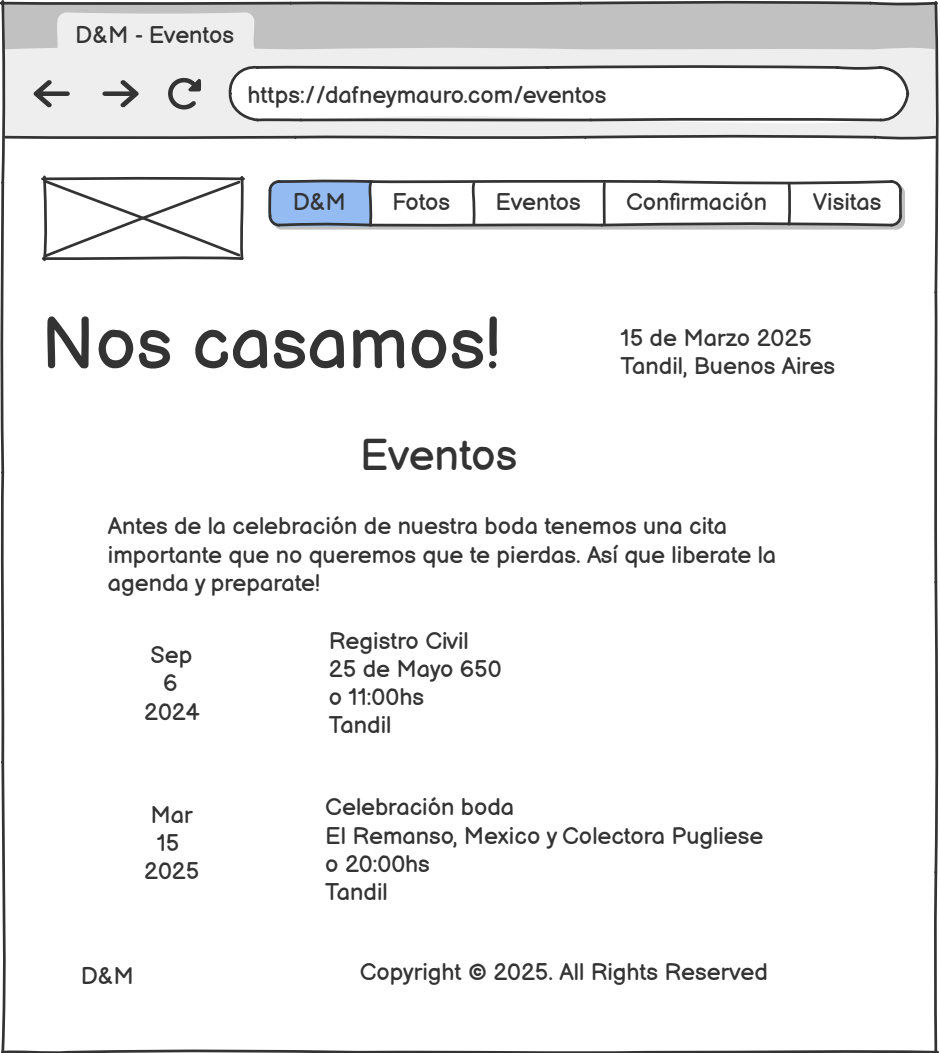 D&M - Eventos
https://dafneymauro.com/eventos
D&M Fotos Eventos Confirmación Visitas
Nos casamos!
15 de Marzo 2025
Tandil, Buenos Aires
Eventos
Antes de la celebración de nuestra boda tenemos una cita
importante que no queremos que te pierdas. Así que liberate la
agenda y preparate!
Sep
6
2024
Registro Civil
25 de Mayo 650
o 11:00hs
Tandil
Mar
15
2025
Celebración boda
El Remanso, Mexico y Colectora Pugliese
o 20:00hs
Tandil
D&M
Copyright © 2025. All Rights Reserved